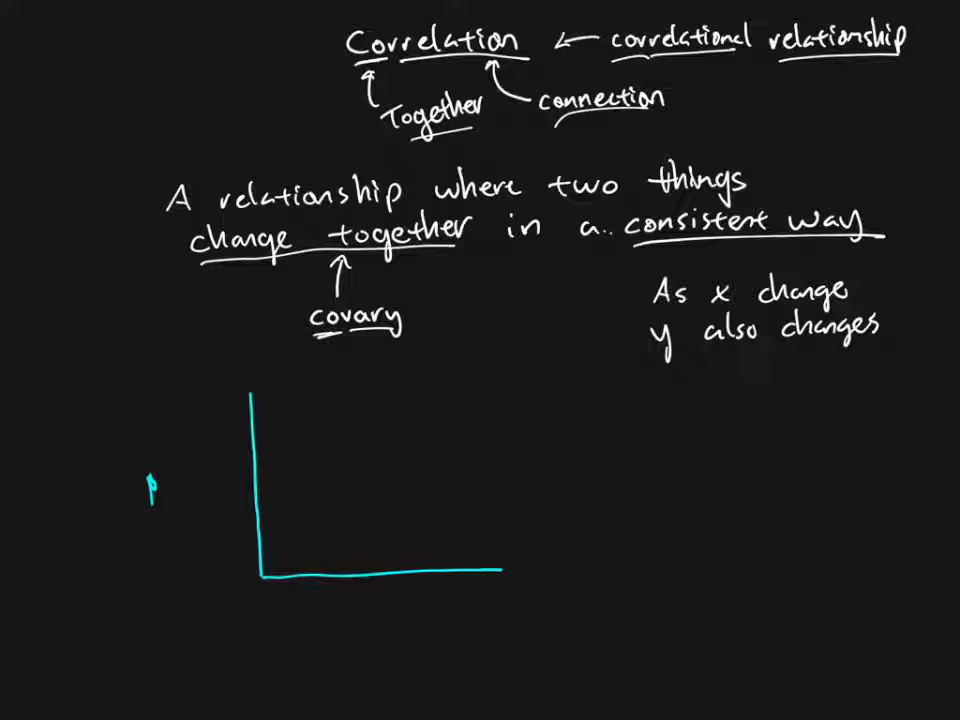 Correlation ← correlational relationship
Together connection
A relationship where two things
change together in a.. consistent way
covary
As x change
y also changes
p